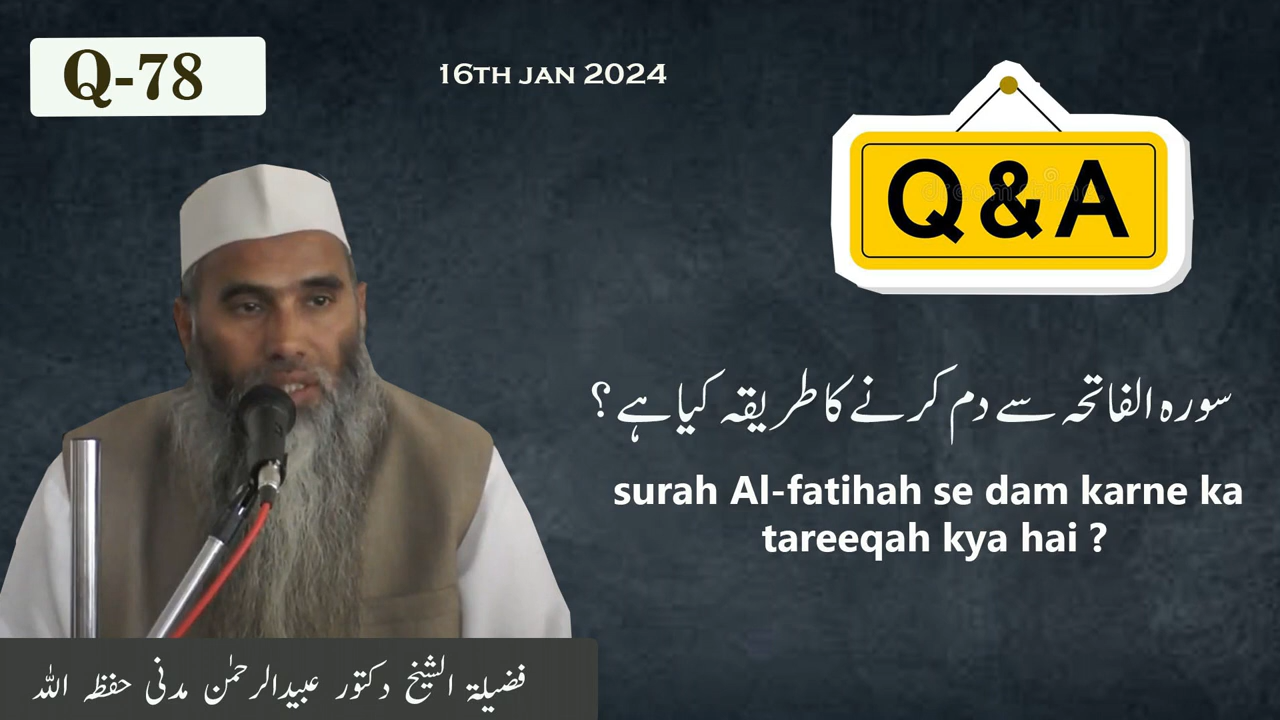 Q-78
16TH JAN 2024
Q&A
سورہ الفاتحہ سے دم کرنے کا طریقہ کیا ہے ؟
surah Al-fatihah se dam karne ka
tareeqah kya hai ?
فضیلۃ الشیخ دکتور عبیدالرحمٰن مدنی حفظہ اللہ